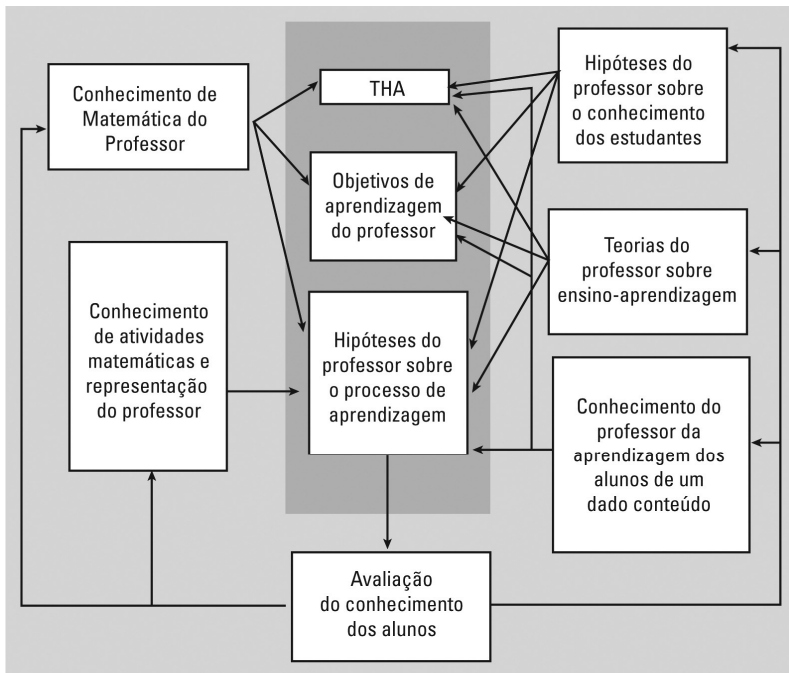 Conhecimento de
Matemática do
Professor
THA
Hipóteses do
professor sobre
o conhecimento
dos estudantes
Objetivos de
aprendizagem
do professor
Teorias do
professor sobre
ensino-aprendizagem
Conhecimento
de atividades
matemáticas e
representação
do professor
Hipóteses do
professor sobre
o processo de
aprendizagem
Conhecimento do
professor da
aprendizagem dos
alunos de um
dado conteúdo
Avaliação
do conhecimento
dos alunos